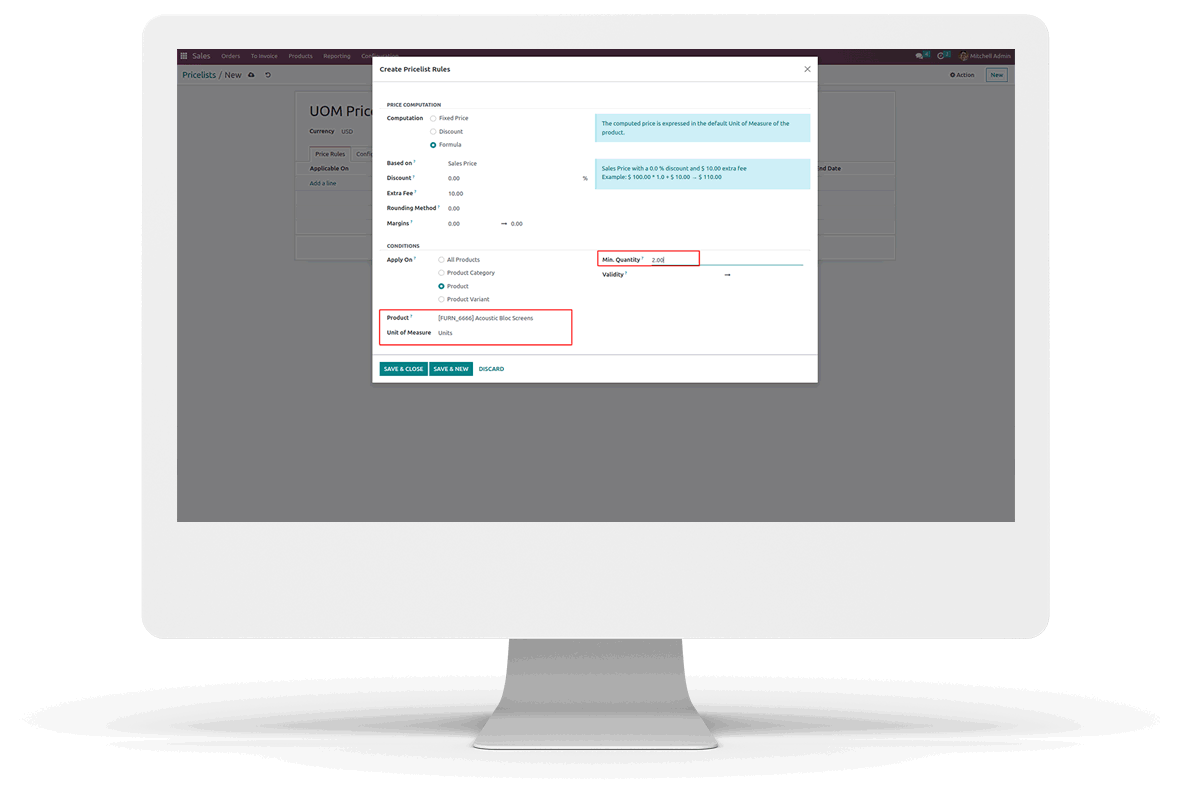 Sales Orders To Invoice Products Reporting Configuration
Mitchell Admin
Pricelists / New
Action New
UOM Price
Currency USD
Price Rules Config
Applicable On
End Date
Add a line
Create Pricelist Rules
PRICE COMPUTATION
Computation Fixed Price
Discount
Formula
The computed price is expressed in the default Unit of Measure of the
product.
Based on ? Sales Price
Discount ? 0.00 %
Extra Fee ? 10.00
Rounding Method ? 0.00
Margins ? 0.00 → 0.00
Sales Price with a 0.0 % discount and $ 10.00 extra fee
Example: $ 100.00 * 1.0 + $ 10.00 → $ 110.00
CONDITIONS
Apply On ? All Products
Product Category
Product
Product Variant
Min. Quantity ? 2.00
Validity ? →
Product ? [FURN_6666] Acoustic Bloc Screens
Unit of Measure Units
SAVE & CLOSE SAVE & NEW DISCARD